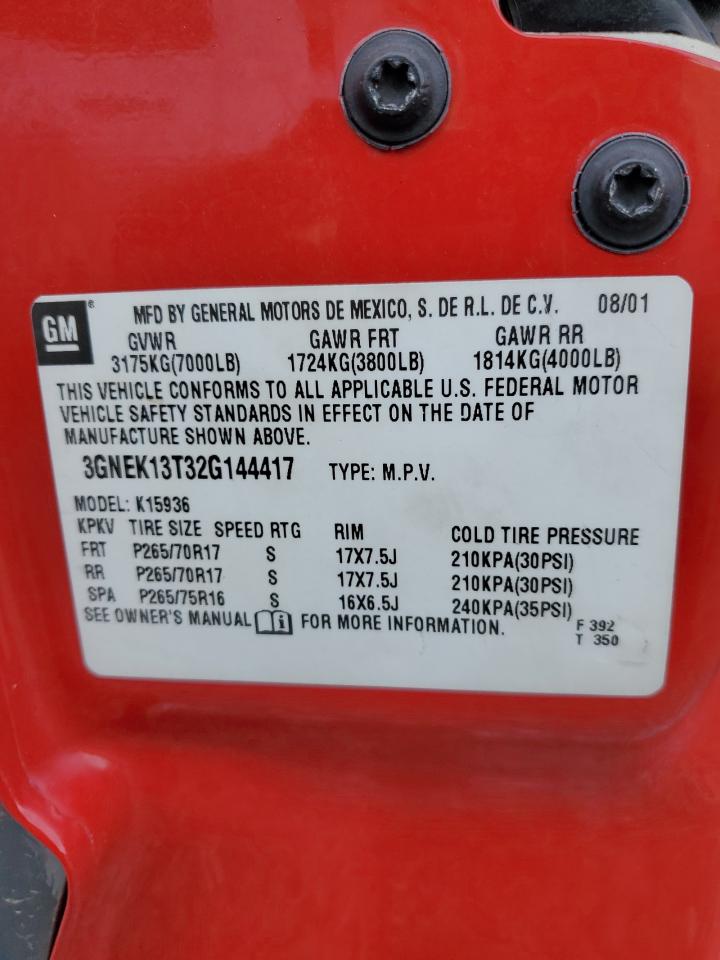 GM®
MFD BY GENERAL MOTORS DE MEXICO, S. DE R.L. DE C.V. 08/01
GVWR GAWR FRT GAWR RR
3175KG(7000LB) 1724KG(3800LB) 1814KG(4000LB)
THIS VEHICLE CONFORMS TO ALL APPLICABLE U.S. FEDERAL MOTOR
VEHICLE SAFETY STANDARDS IN EFFECT ON THE DATE OF
MANUFACTURE SHOWN ABOVE.
3GNEK13T32G144417 TYPE: M.P.V.
MODEL: K15936
KPKV TIRE SIZE SPEED RTG RIM COLD TIRE PRESSURE
FRT P265/70R17 S 17X7.5J 210KPA(30PSI)
RR P265/70R17 S 17X7.5J 210KPA(30PSI)
SPA P265/75R16 S 16X6.5J 240KPA(35PSI)
SEE OWNER'S MANUAL i FOR MORE INFORMATION. F 392
T 350